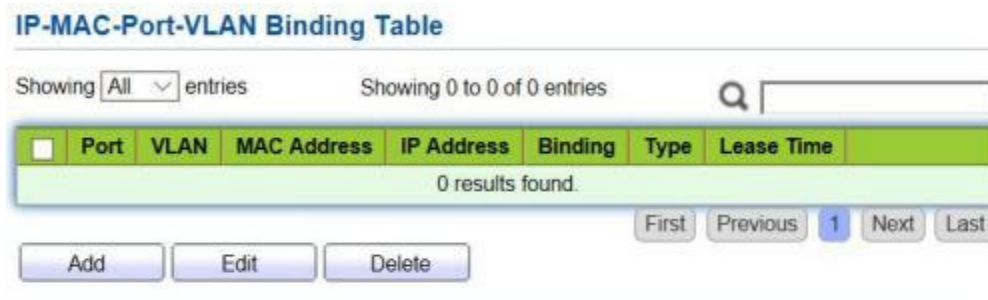 IP-MAC-Port-VLAN Binding Table
Showing All entries Showing 0 to 0 of 0 entries
Port VLAN MAC Address IP Address Binding Type Lease Time
0 results found.
First Previous 1 Next Last
Add Edit Delete